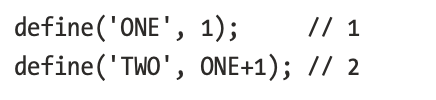 define('ONE', 1);     // 1
define('TWO', ONE+1); // 2